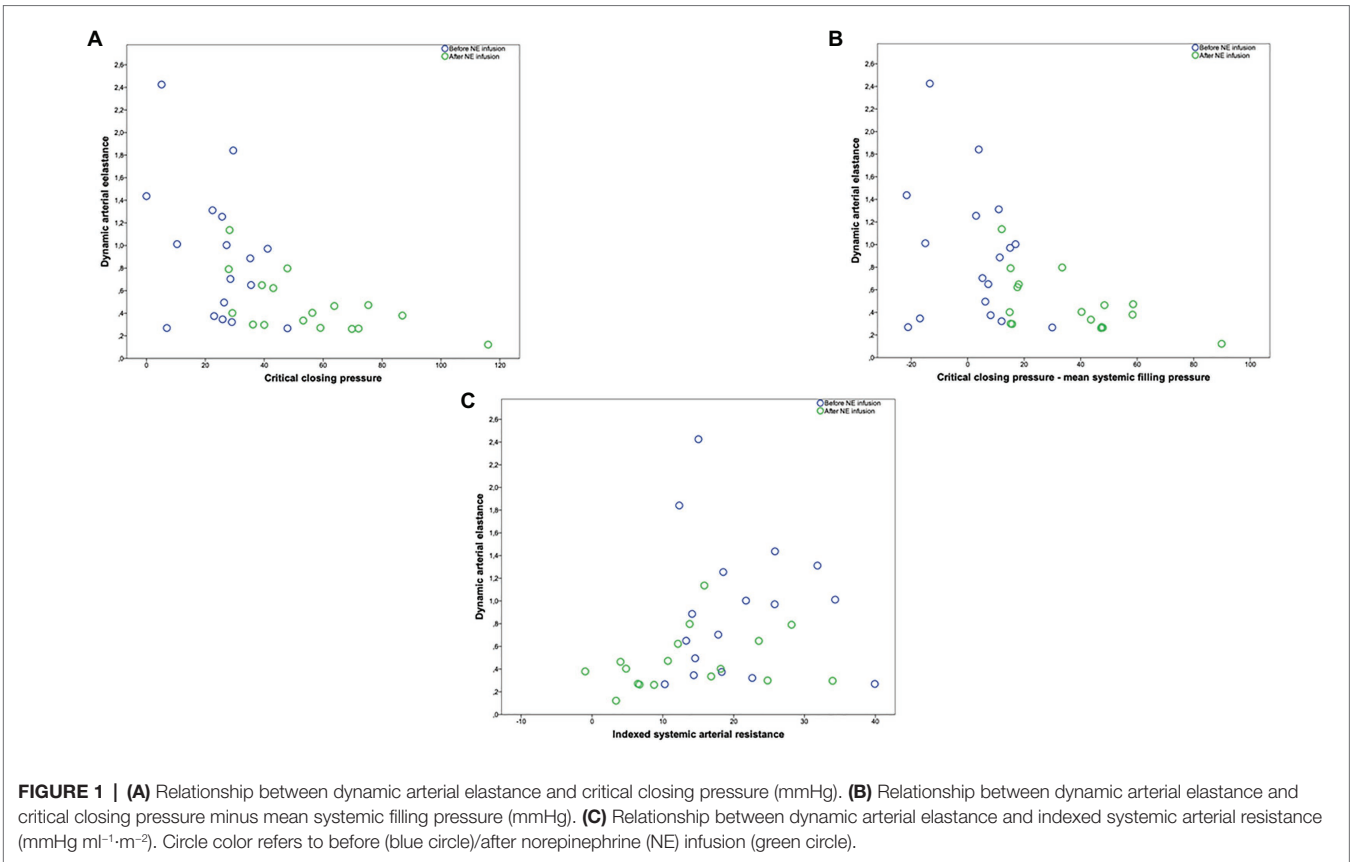 A
Before NE infusion
After NE infusion
2,6
2,4
2,2
2,0
1,8
1,6
1,4
1,2
1,0
,8
,6
,4
,2
,0
Dynamic arterial eelastance
0 20 40 60 80 100 120
Critical closing pressure
B
Before NE infusion
After NE infusion
2,6
2,4
2,2
2,0
1,8
1,6
1,4
1,2
1,0
,8
,6
,4
,2
,0
Dynamic arterial elastance
-20 0 20 40 60 80 100
Critical closing pressure - mean systemic filling pressure
C
Before NE infusion
After NE infusion
2,6
2,4
2,2
2,0
1,8
1,6
1,4
1,2
1,0
,8
,6
,4
,2
,0
Dynamic arterial elastance
-10 0 10 20 30 40
Indexed systemic arterial resistance
FIGURE 1 | (A) Relationship between dynamic arterial elastance and critical closing pressure (mmHg). (B) Relationship between dynamic arterial elastance and
critical closing pressure minus mean systemic filling pressure (mmHg). (C) Relationship between dynamic arterial elastance and indexed systemic arterial resistance
(mmHg ml⁻¹·m⁻²). Circle color refers to before (blue circle)/after norepinephrine (NE) infusion (green circle).